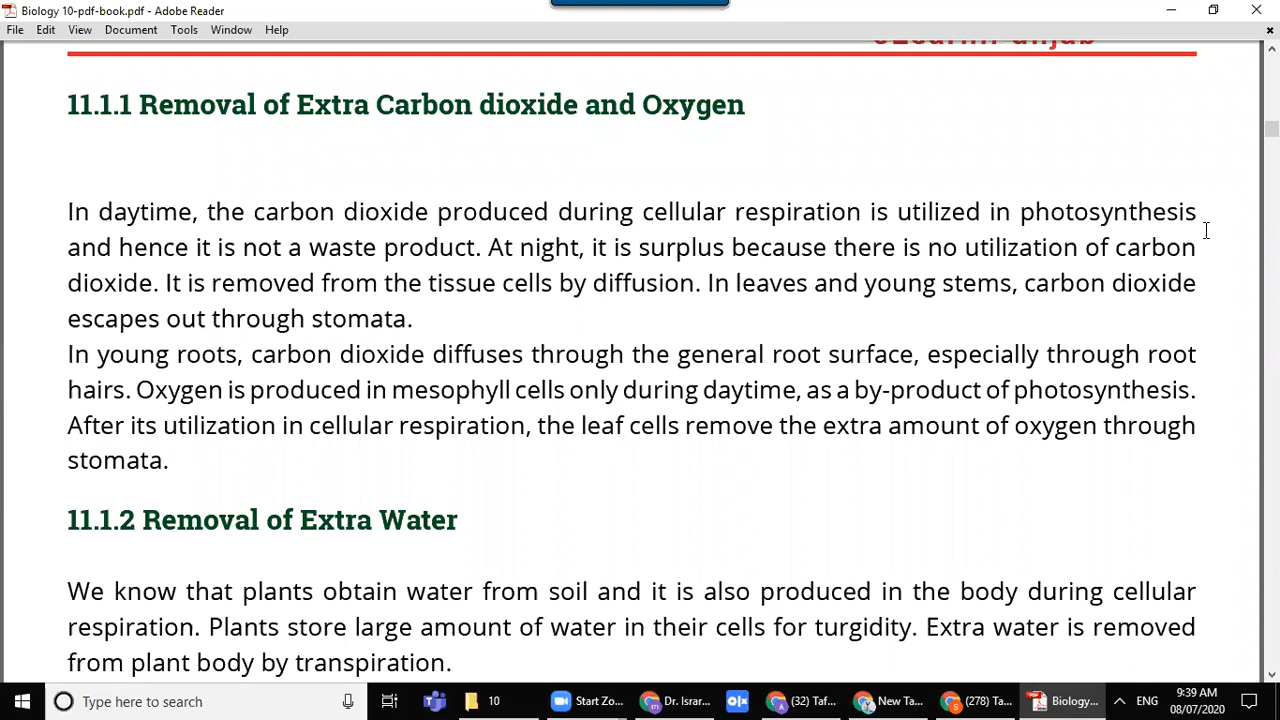 Biology 10-pdf-book.pdf - Adobe Reader
File Edit View Document Tools Window Help
11.1.1 Removal of Extra Carbon dioxide and Oxygen
In daytime, the carbon dioxide produced during cellular respiration is utilized in photosynthesis
and hence it is not a waste product. At night, it is surplus because there is no utilization of carbon
dioxide. It is removed from the tissue cells by diffusion. In leaves and young stems, carbon dioxide
escapes out through stomata.
In young roots, carbon dioxide diffuses through the general root surface, especially through root
hairs. Oxygen is produced in mesophyll cells only during daytime, as a by-product of photosynthesis.
After its utilization in cellular respiration, the leaf cells remove the extra amount of oxygen through
stomata.
11.1.2 Removal of Extra Water
We know that plants obtain water from soil and it is also produced in the body during cellular
respiration. Plants store large amount of water in their cells for turgidity. Extra water is removed
from plant body by transpiration.
Type here to search 10 Start Zo... Dr. Israr... (32) Taf... New Ta... (278) Ta... Biology... ENG 9:39 AM
08/07/2020